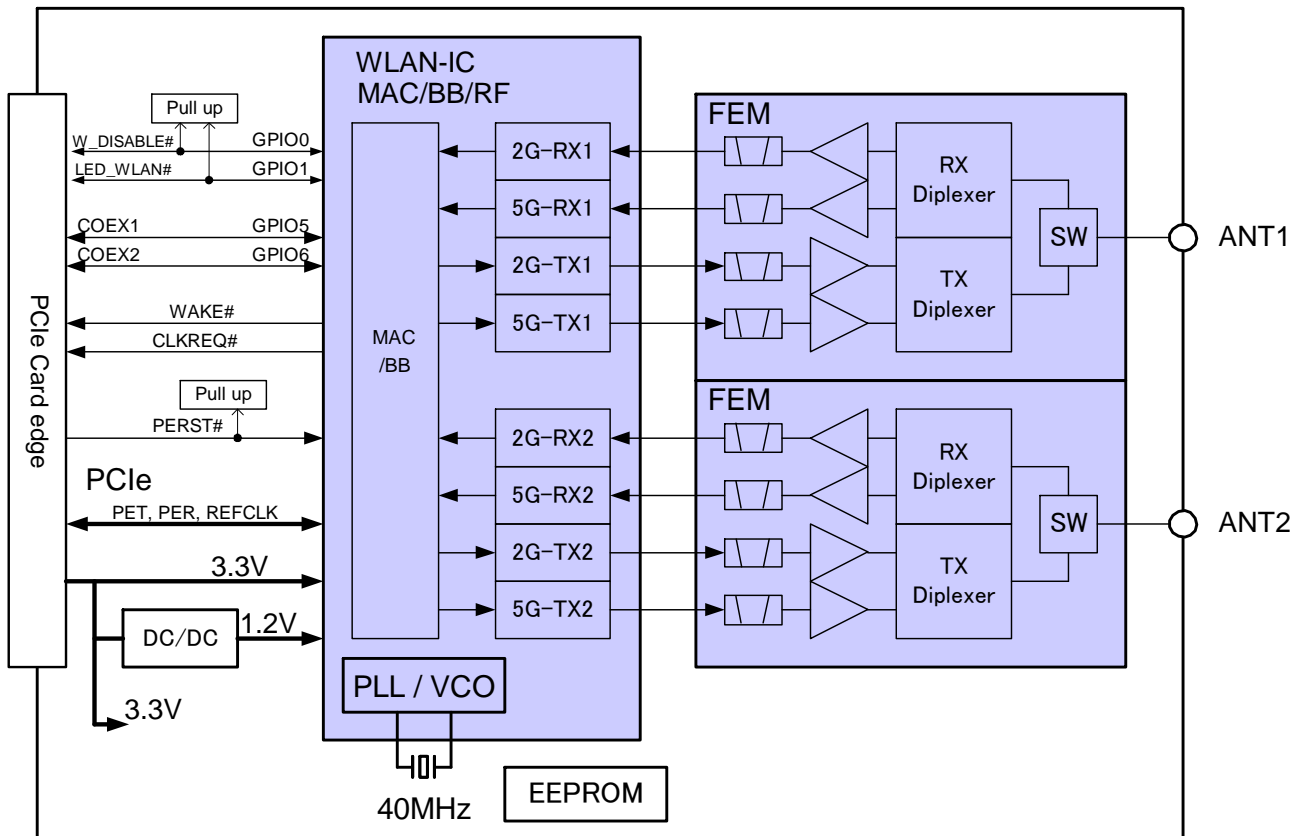 WLAN-IC
MAC/BB/RF
Pull up
W_DISABLE#
GPIO0
LED_WLAN#
GPIO1
COEX1
GPIO5
COEX2
GPIO6
WAKE#
CLKREQ#
Pull up
PERST#
PCIe
PET, PER, REFCLK
3.3V
DC/DC
1.2V
3.3V
PCIe Card edge
MAC
/BB
2G-RX1
5G-RX1
2G-TX1
5G-TX1
2G-RX2
5G-RX2
2G-TX2
5G-TX2
PLL / VCO
40MHz
EEPROM
FEM
RX
Diplexer
TX
Diplexer
SW
ANT1
FEM
RX
Diplexer
TX
Diplexer
SW
ANT2